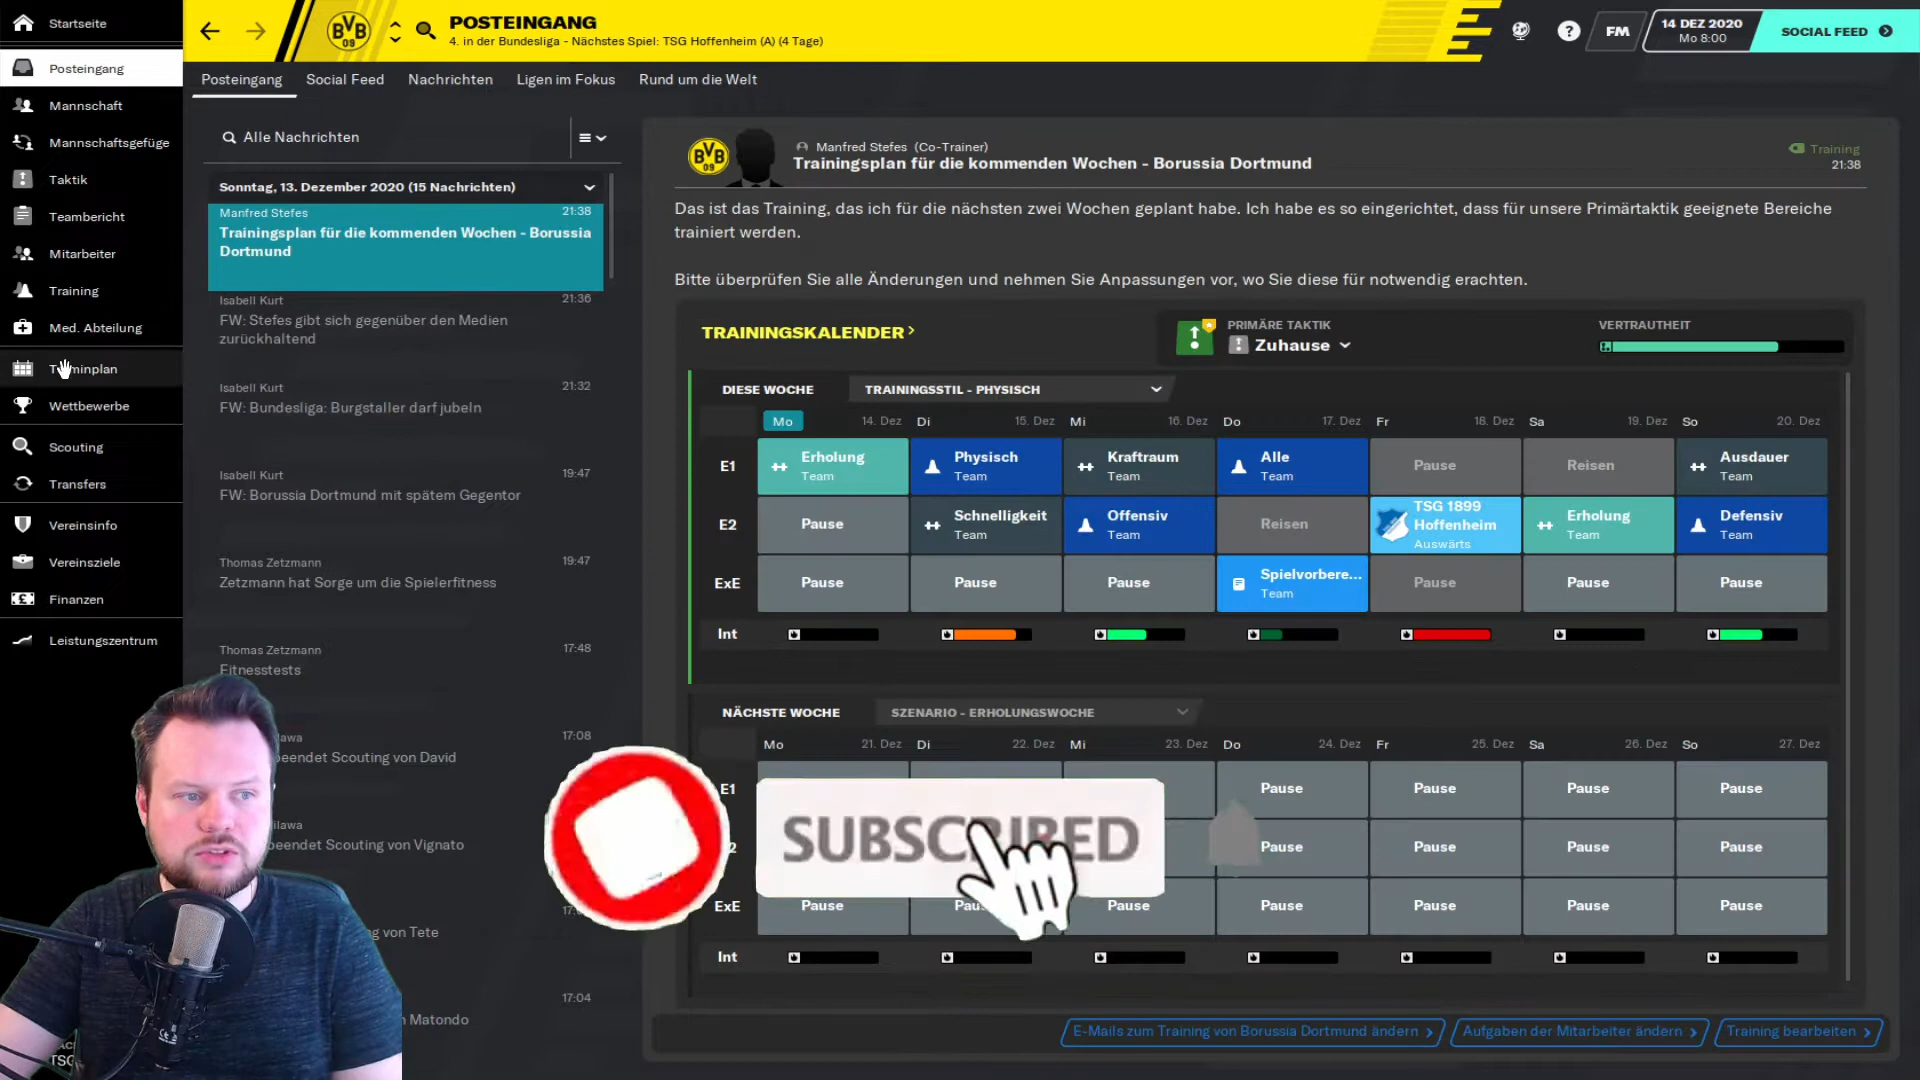 Startseite
Posteingang
Mannschaft
Mannschaftsgefüge
Taktik
Teambericht
Mitarbeiter
Training
Med. Abteilung
Wettbewerbe
Scouting
Transfers
Vereinsinfo
Vereinsziele
Finanzen
Leistungszentrum
BVB
09
POSTEINGANG
4. in der Bundesliga - Nächstes Spiel: TSG Hoffenheim (A) (4 Tage)
?
FM
14 DEZ 2020
Mo 8:00
SOCIAL FEED
Posteingang Social Feed Nachrichten Ligen im Fokus Rund um die Welt
Alle Nachrichten
Sonntag, 13. Dezember 2020 (15 Nachrichten)
Manfred Stefes 21:38
Trainingsplan für die kommenden Wochen - Borussia
Dortmund
Isabell Kurt 21:36
FW: Stefes gibt sich gegenüber den Medien
zurückhaltend
Isabell Kurt 21:32
FW: Bundesliga: Burgstaller darf jubeln
Isabell Kurt 19:47
FW: Borussia Dortmund mit spätem Gegentor
Thomas Zetzmann 19:47
Zetzmann hat Sorge um die Spielerfitness
Thomas Zetzmann 17:48
Fitnesstests
17:08
beendet Scouting von David
beendet Scouting von Vignato
von Tete
17:04
Matondo
BVB
09
Manfred Stefes (Co-Trainer)
Trainingsplan für die kommenden Wochen - Borussia Dortmund
Training
21:38
Das ist das Training, das ich für die nächsten zwei Wochen geplant habe. Ich habe es so eingerichtet, dass für unsere Primärtaktik geeignete Bereiche
trainiert werden.
Bitte überprüfen Sie alle Änderungen und nehmen Sie Anpassungen vor, wo Sie diese für notwendig erachten.
TRAININGSKALENDER
PRIMÄRE TAKTIK
Zuhause
VERTRAUTHEIT
DIESE WOCHE TRAININGSSTIL - PHYSISCH
Mo 14. Dez Di 15. Dez Mi 16. Dez Do 17. Dez Fr 18. Dez Sa 19. Dez So 20. Dez
E1 Erholung Physisch Kraftraum Alle Pause Reisen Ausdauer
Team Team Team Team Team
E2 Pause Schnelligkeit Offensiv Reisen TSG 1899 Hoffenheim Erholung Defensiv
Team Team Auswärts Team Team
ExE Pause Pause Pause Spielvorbere... Pause Pause Pause
Team
Int
NÄCHSTE WOCHE SZENARIO - ERHOLUNGSWOCHE
Mo 21. Dez Di 22. Dez Mi 23. Dez Do 24. Dez Fr 25. Dez Sa 26. Dez So 27. Dez
E1 Pause Pause Pause Pause
Pause Pause Pause Pause
ExE Pause Pause Pause Pause Pause Pause
Int
SUBSCRIBED
E-Mails zum Training von Borussia Dortmund ändern Aufgaben der Mitarbeiter ändern Training bearbeiten